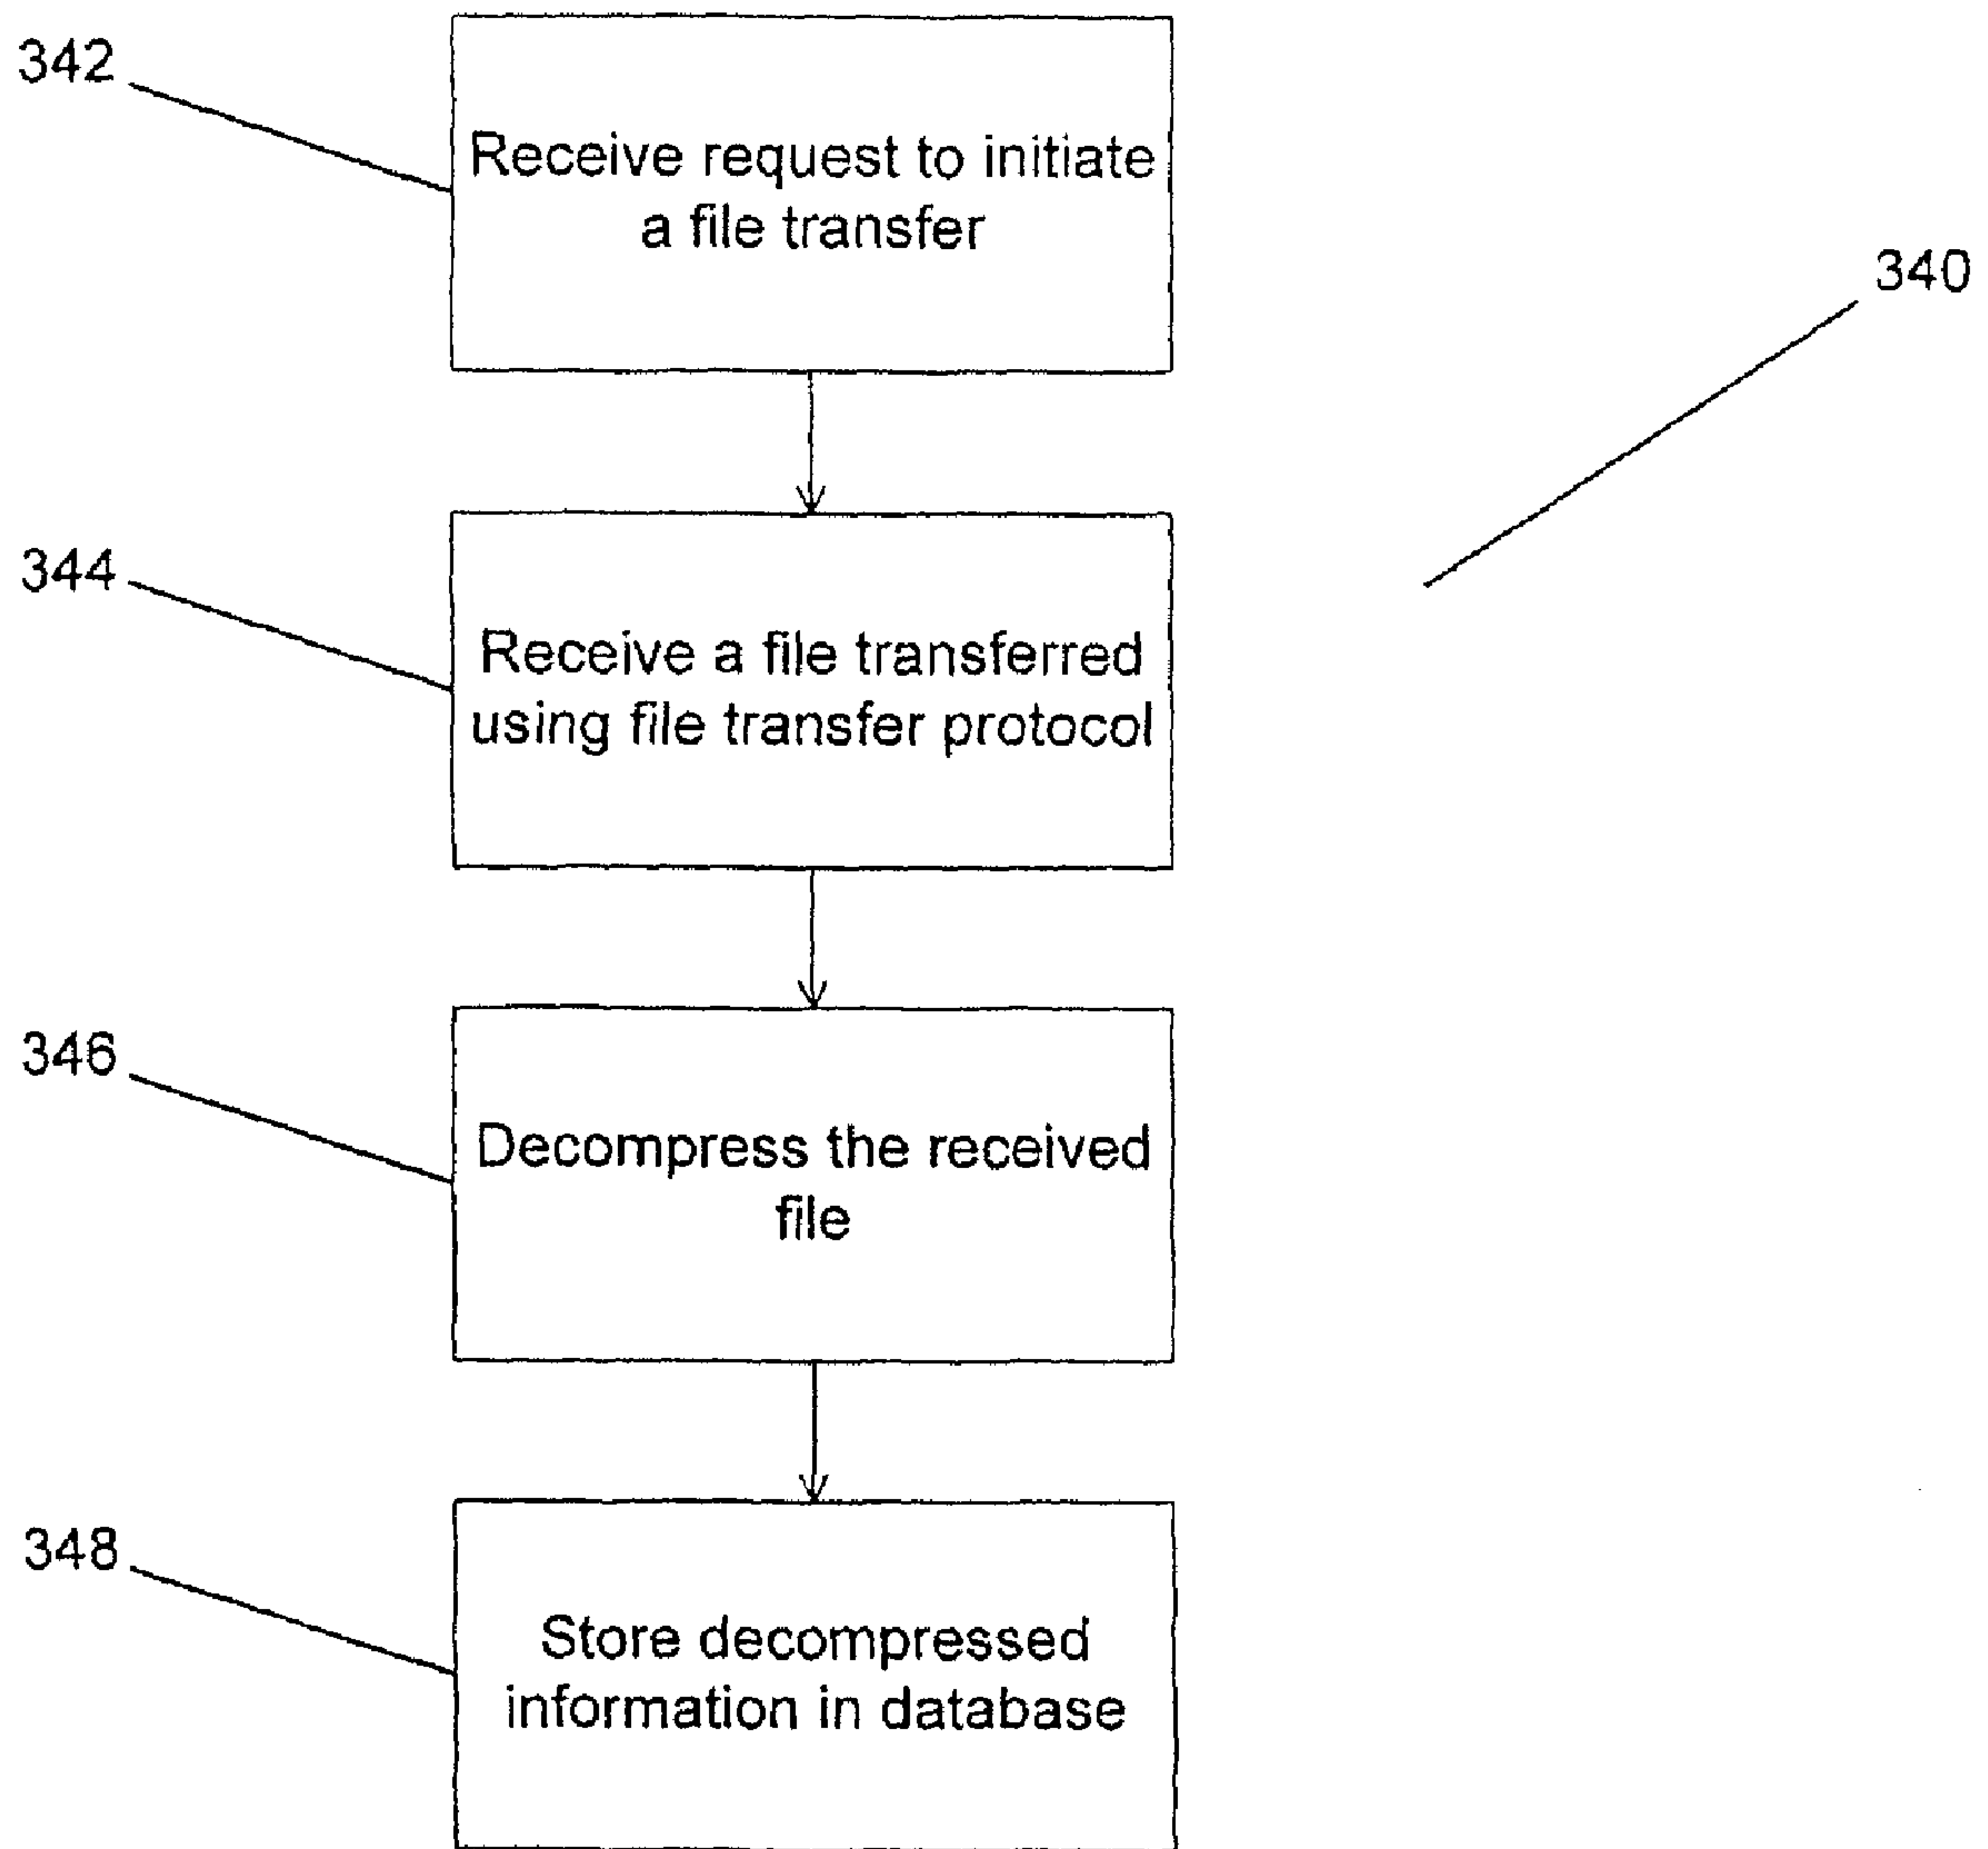 342
Receive request to initiate
a file transfer
340
344
Receive a file transferred
using file transfer protocol
346
Decompress the received
file
348
Store decompressed
information in database